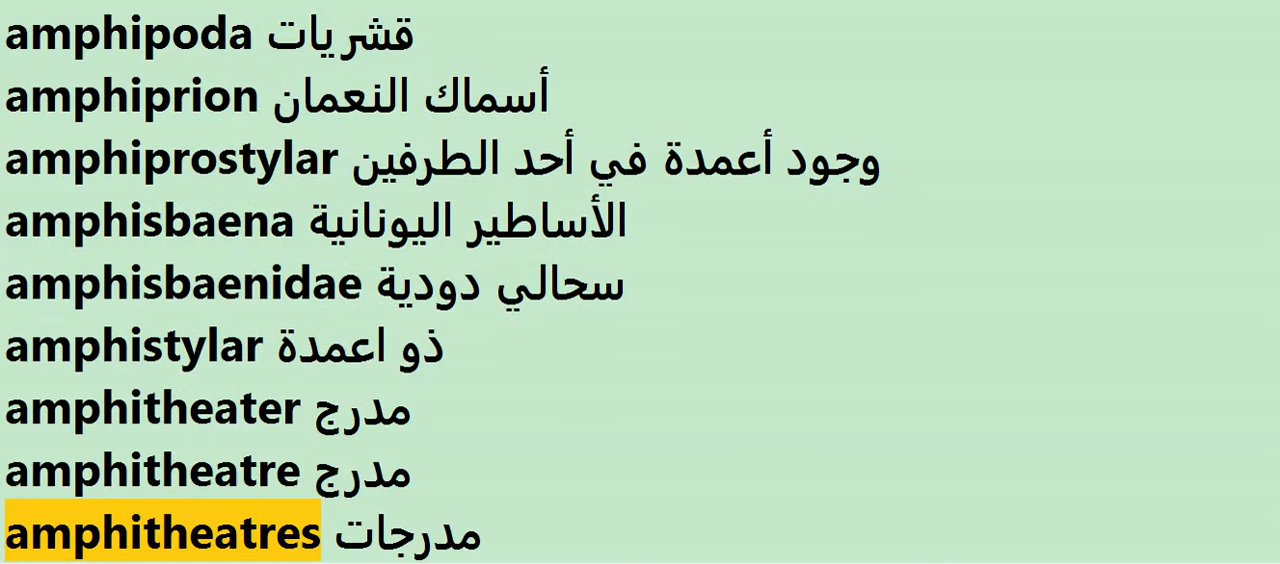 amphipoda قشريات
amphiprion أسماك النعمان
amphiprostylar وجود أعمدة في أحد الطرفين
amphisbaena الأساطير اليونانية
amphisbaenidae سحالي دودية
amphistylar ذو اعمدة
amphitheater مدرج
amphitheatre مدرج
amphitheatres مدرجات